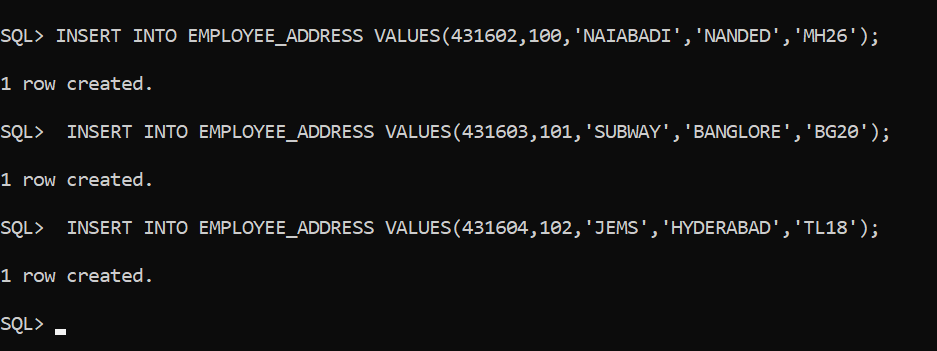 SQL> INSERT INTO EMPLOYEE_ADDRESS VALUES(431602,100,'NAIABADI','NANDED','MH26');
1 row created.
SQL>  INSERT INTO EMPLOYEE_ADDRESS VALUES(431603,101,'SUBWAY','BANGLORE','BG20');
1 row created.
SQL>  INSERT INTO EMPLOYEE_ADDRESS VALUES(431604,102,'JEMS','HYDERABAD','TL18');
1 row created.
SQL>